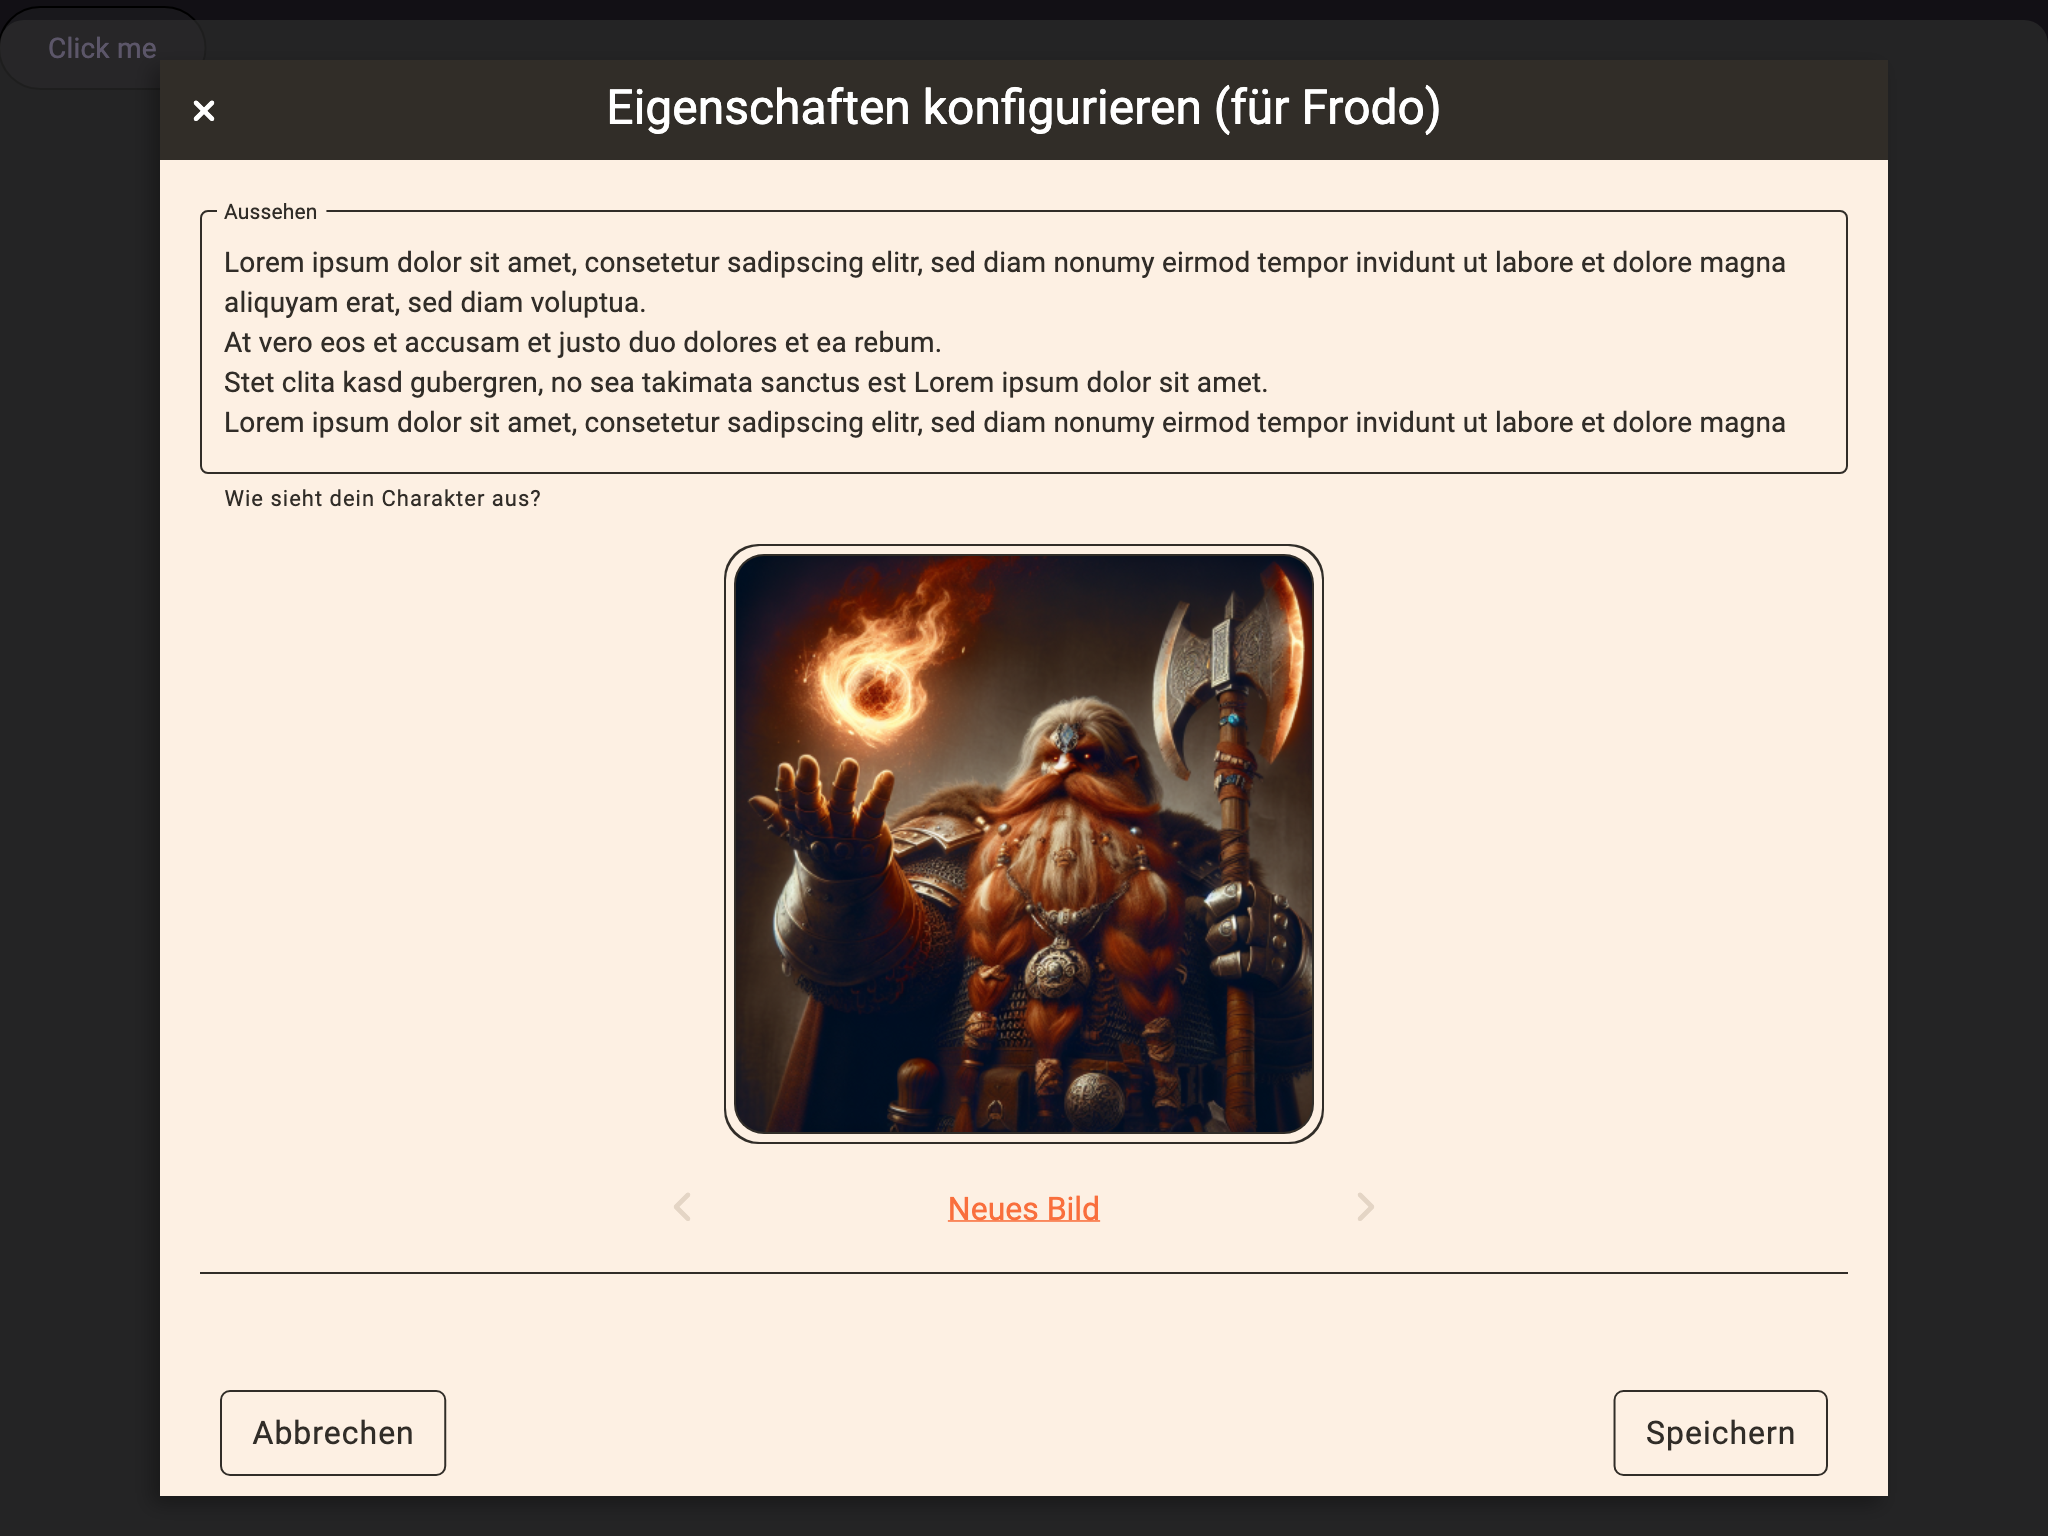 Click me
Eigenschaften konfigurieren (für Frodo)
Aussehen
Lorem ipsum dolor sit amet, consetetur sadipscing elitr, sed diam nonumy eirmod tempor invidunt ut labore et dolore magna
aliquyam erat, sed diam voluptua.
At vero eos et accusam et justo duo dolores et ea rebum.
Stet clita kasd gubergren, no sea takimata sanctus est Lorem ipsum dolor sit amet.
Lorem ipsum dolor sit amet, consetetur sadipscing elitr, sed diam nonumy eirmod tempor invidunt ut labore et dolore magna
Wie sieht dein Charakter aus?
Neues Bild
Abbrechen
Speichern